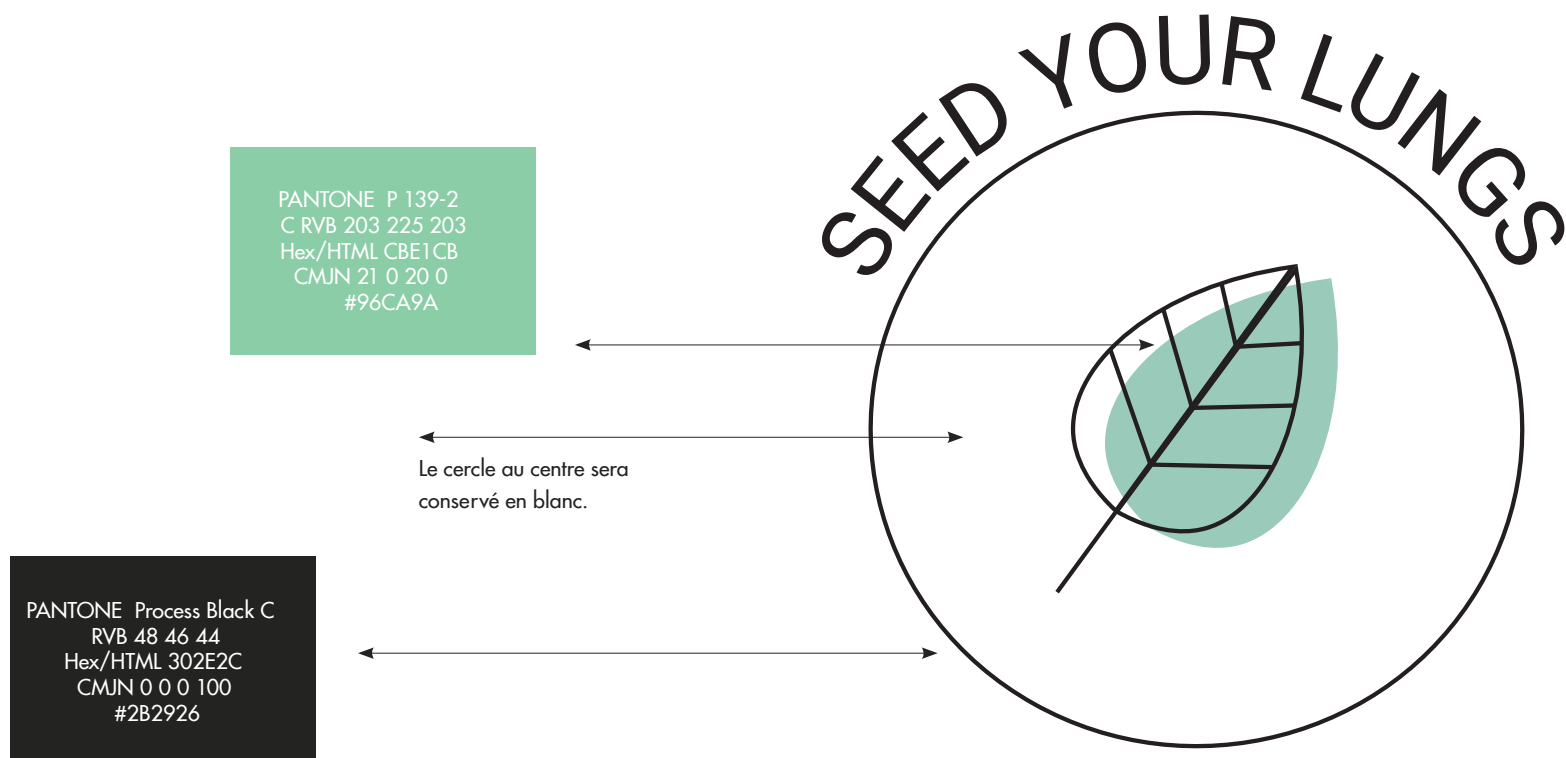 SEED YOUR LUNGS
PANTONE P 139-2
C RVB 203 225 203
Hex/HTML CBE1CB
CMJN 21 0 20 0
#96CA9A
Le cercle au centre sera
conservé en blanc.
PANTONE Process Black C
RVB 48 46 44
Hex/HTML 302E2C
CMJN 0 0 0 100
#2B2926